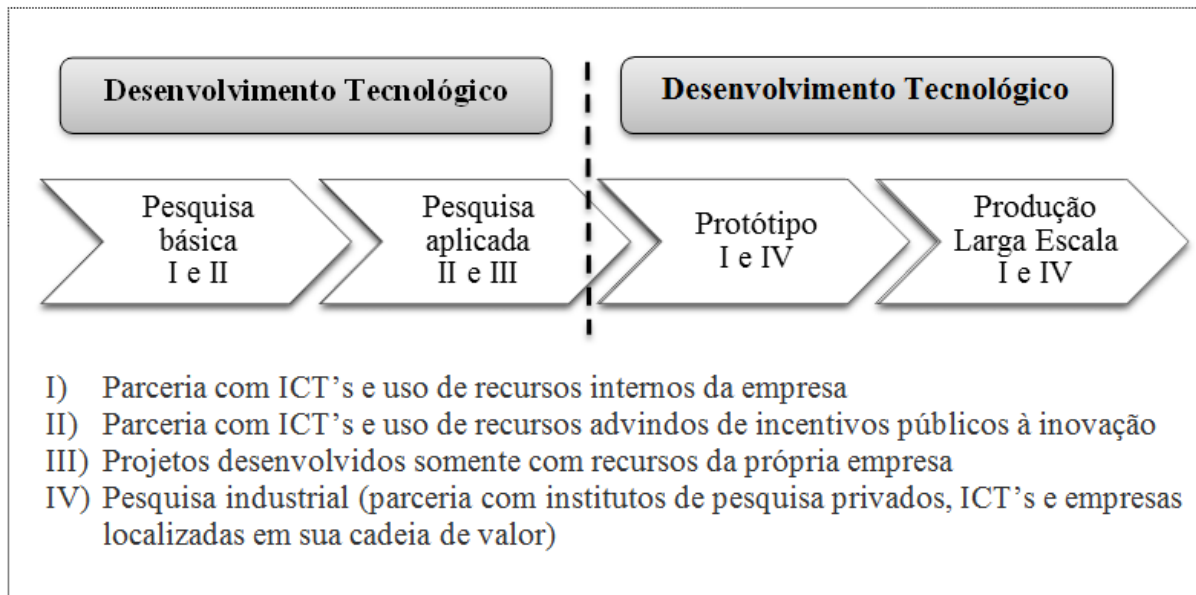 Desenvolvimento Tecnológico
Desenvolvimento Tecnológico
Pesquisa
básica
I e II
Pesquisa
aplicada
II e III
Protótipo
I e IV
Produção
Larga Escala
I e IV
I) Parceria com ICT’s e uso de recursos internos da empresa
II) Parceria com ICT’s e uso de recursos advindos de incentivos públicos à inovação
III) Projetos desenvolvidos somente com recursos da própria empresa
IV) Pesquisa industrial (parceria com institutos de pesquisa privados, ICT’s e empresas
localizadas em sua cadeia de valor)